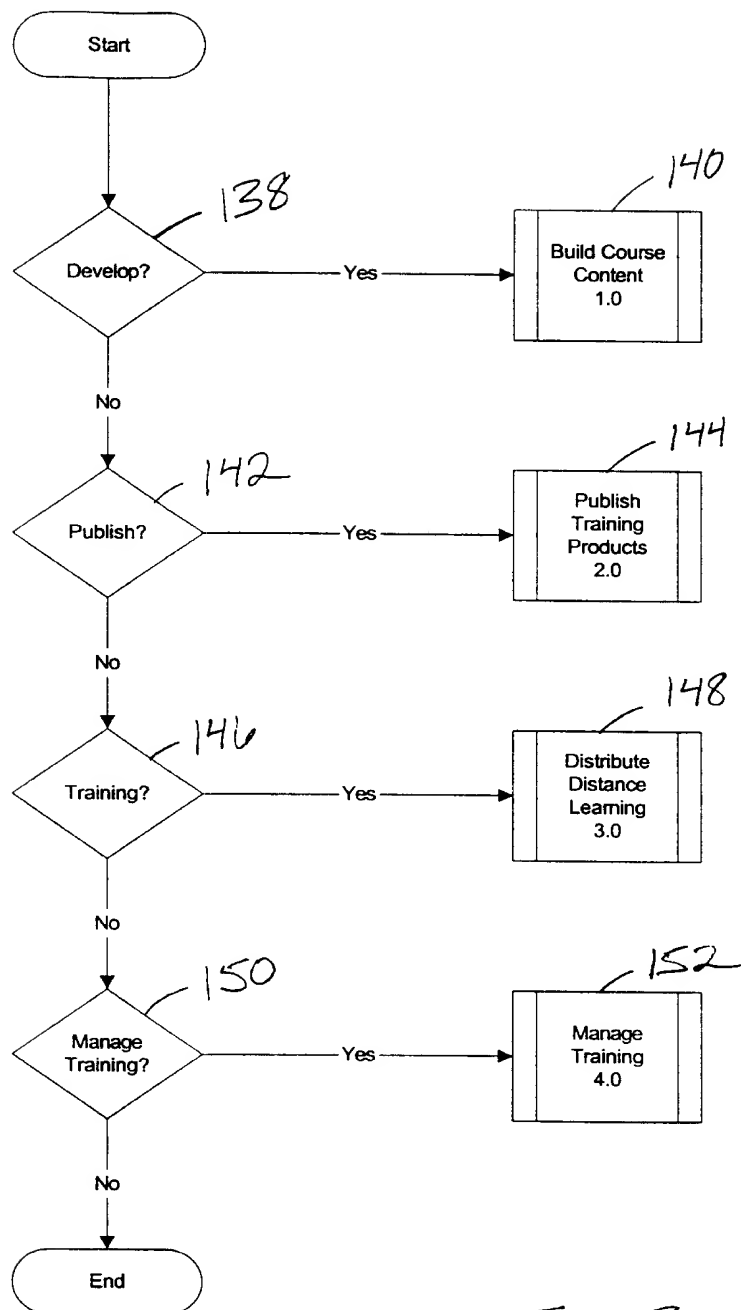 Start
138
140
Develop?
Yes
Build Course
Content
1.0
No
142
144
Publish?
Yes
Publish
Training
Products
2.0
No
146
148
Training?
Yes
Distribute
Distance
Learning
3.0
No
150
152
Manage
Training?
Yes
Manage
Training
4.0
No
End